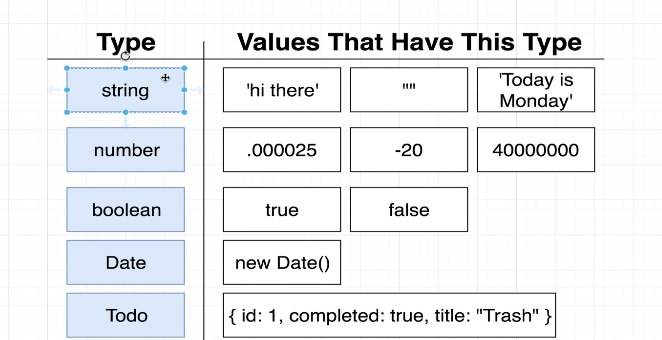 Type Values That Have This Type
string 'hi there' "" 'Today is
Monday'
number .000025 -20 40000000
boolean true false
Date new Date()
Todo { id: 1, completed: true, title: "Trash" }